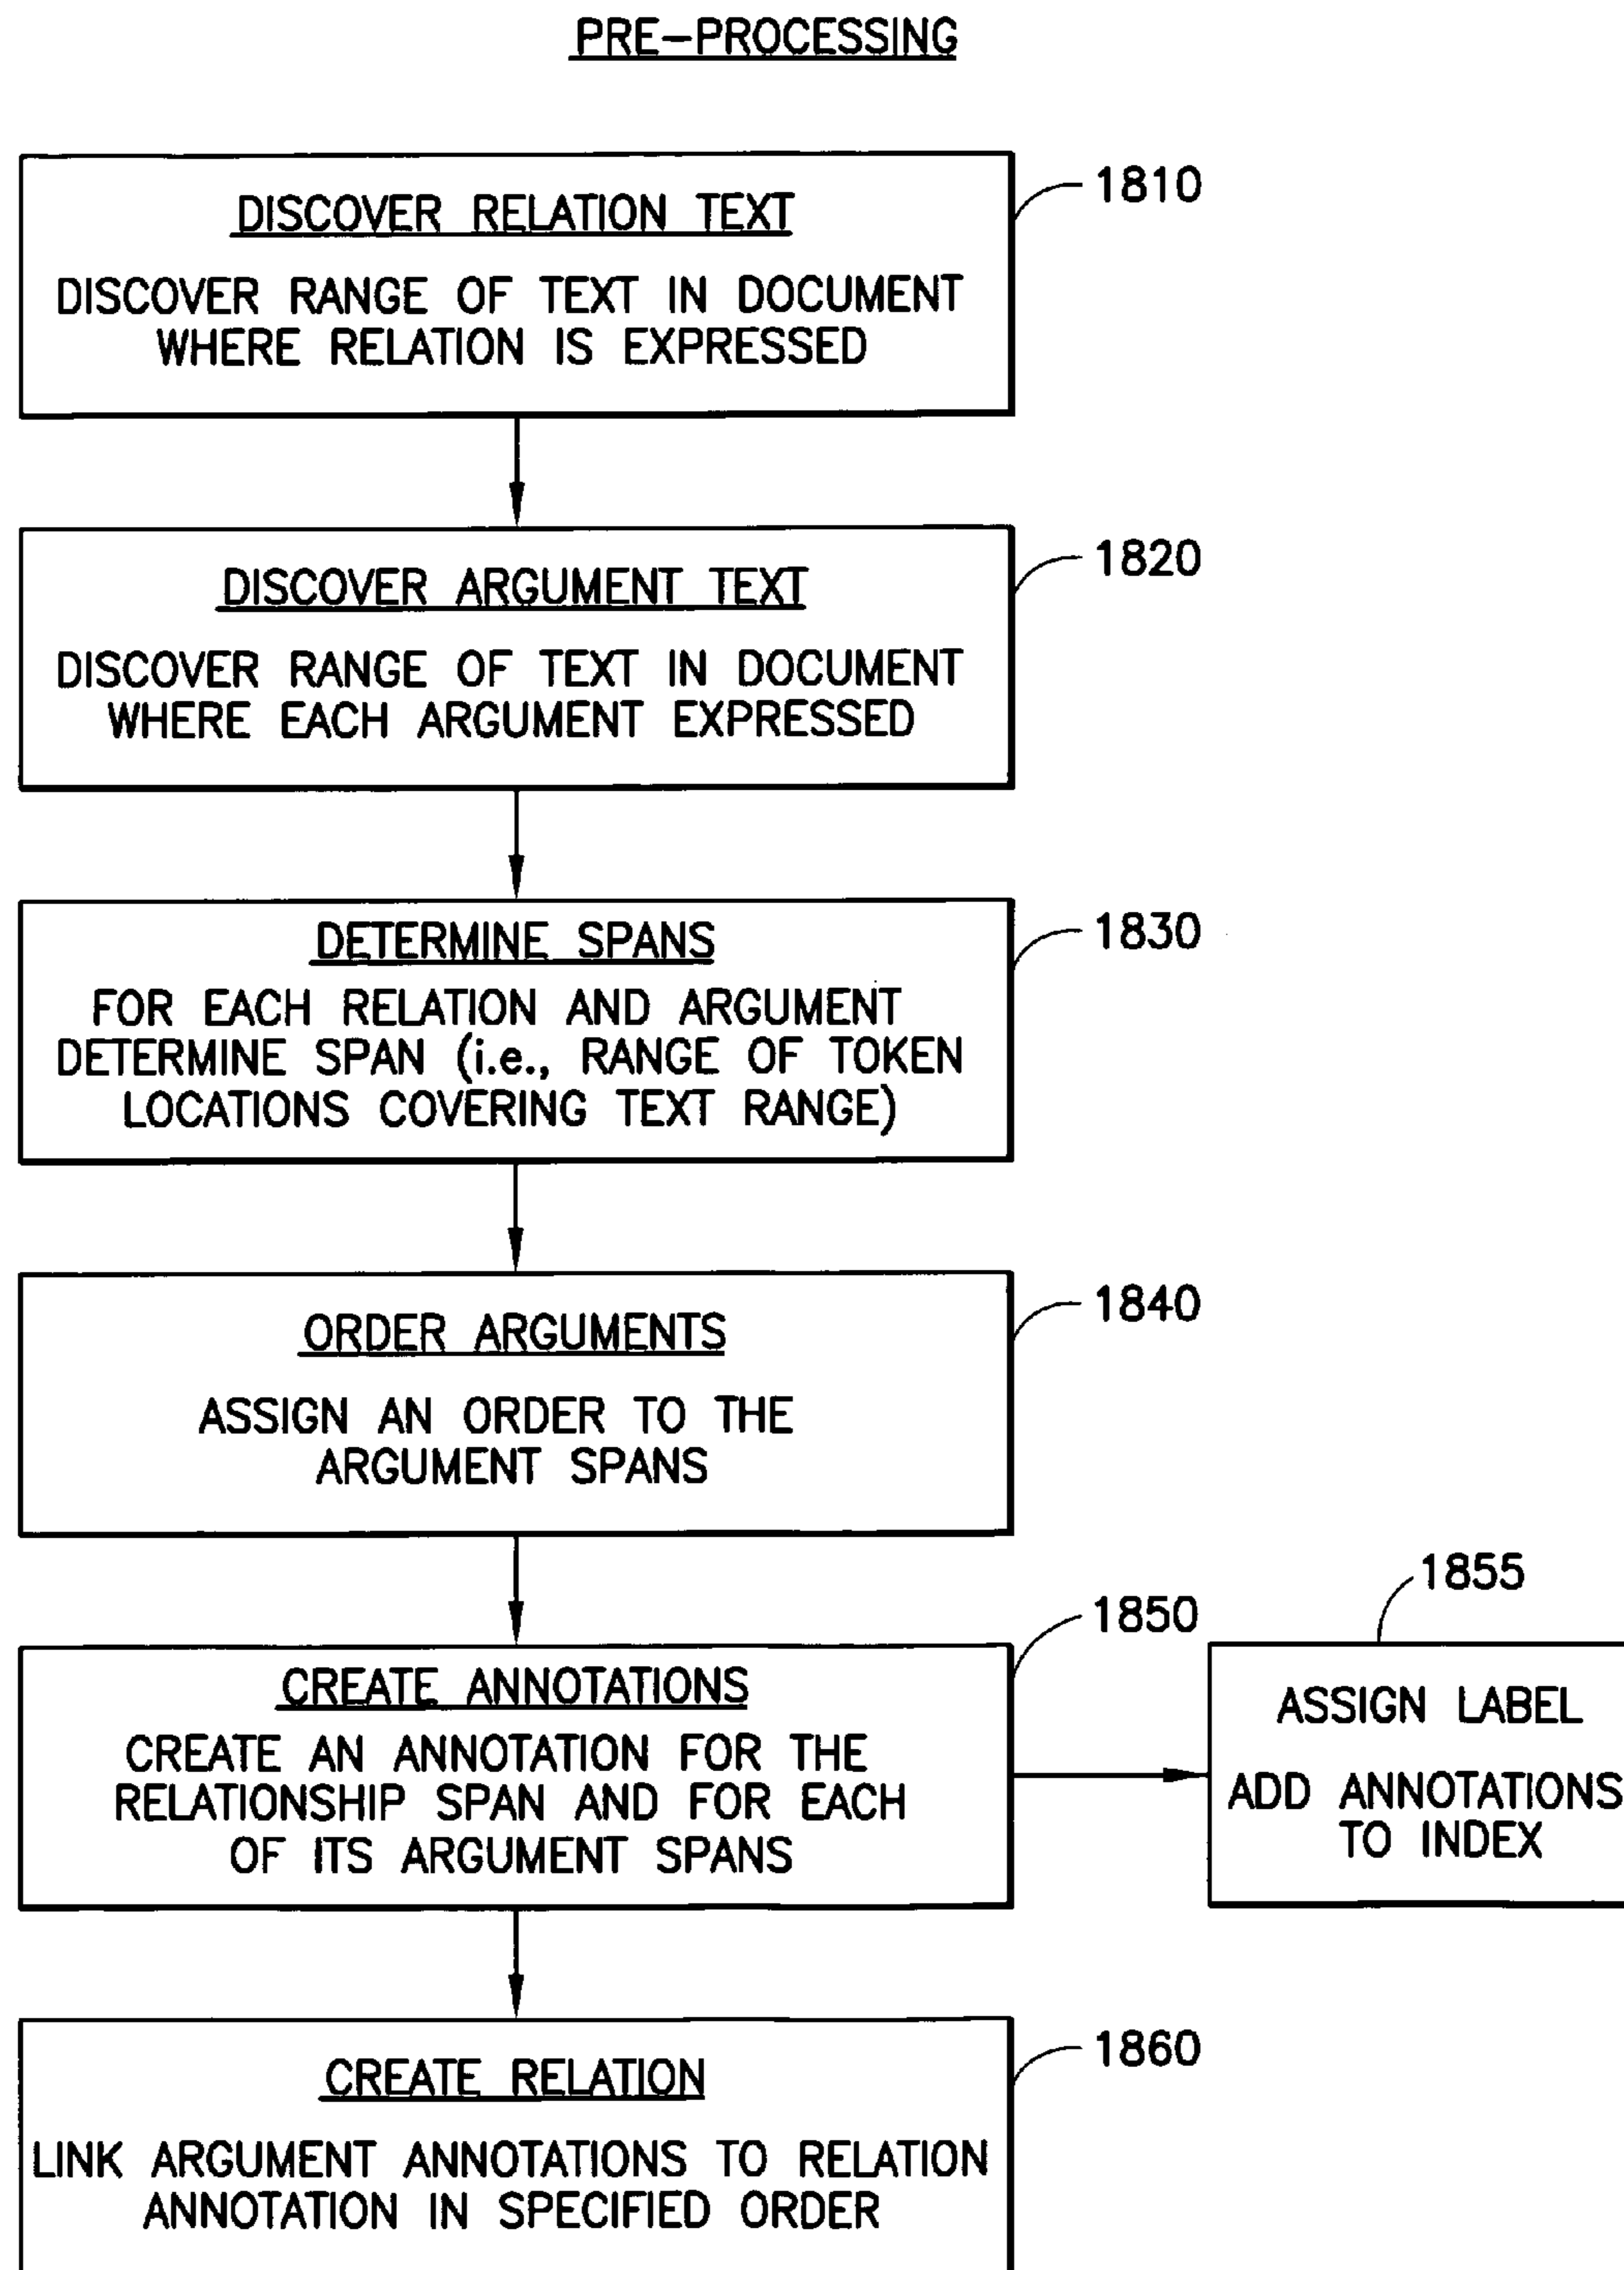 PRE-PROCESSING
1810
DISCOVER RELATION TEXT
DISCOVER RANGE OF TEXT IN DOCUMENT
WHERE RELATION IS EXPRESSED
1820
DISCOVER ARGUMENT TEXT
DISCOVER RANGE OF TEXT IN DOCUMENT
WHERE EACH ARGUMENT EXPRESSED
1830
DETERMINE SPANS
FOR EACH RELATION AND ARGUMENT
DETERMINE SPAN (i.e., RANGE OF TOKEN
LOCATIONS COVERING TEXT RANGE)
1840
ORDER ARGUMENTS
ASSIGN AN ORDER TO THE
ARGUMENT SPANS
1850
CREATE ANNOTATIONS
CREATE AN ANNOTATION FOR THE
RELATIONSHIP SPAN AND FOR EACH
OF ITS ARGUMENT SPANS
1855
ASSIGN LABEL
ADD ANNOTATIONS
TO INDEX
1860
CREATE RELATION
LINK ARGUMENT ANNOTATIONS TO RELATION
ANNOTATION IN SPECIFIED ORDER